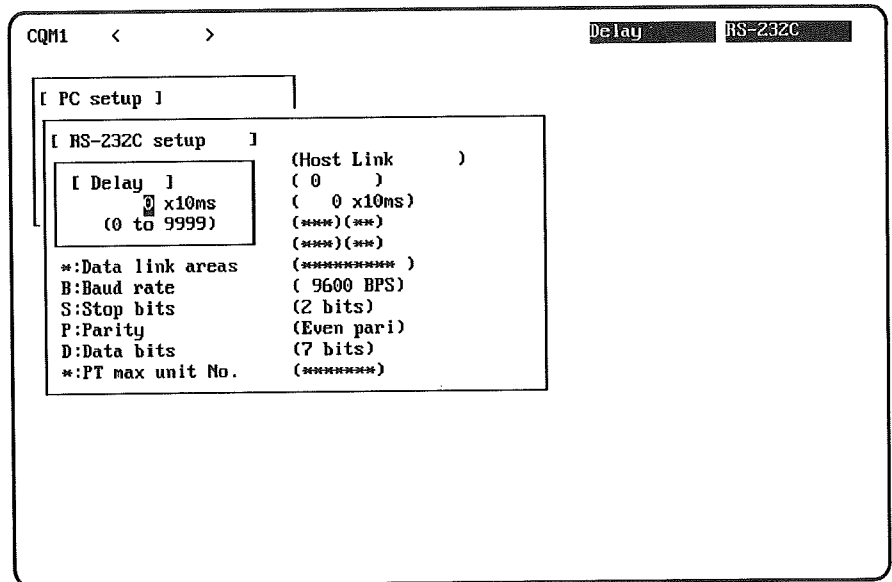 CQM1 < > Delay RS-232C
[ PC setup ]
[ RS-232C setup ]
(Host Link )
[ Delay ] ( 0 )
0 x10ms ( 0 x10ms)
(0 to 9999) (***)(**)
(***)(**)
*:Data link areas (********* )
B:Baud rate ( 9600 BPS)
S:Stop bits (2 bits)
P:Parity (Even pari)
D:Data bits (7 bits)
*:PT max unit No. (*******)